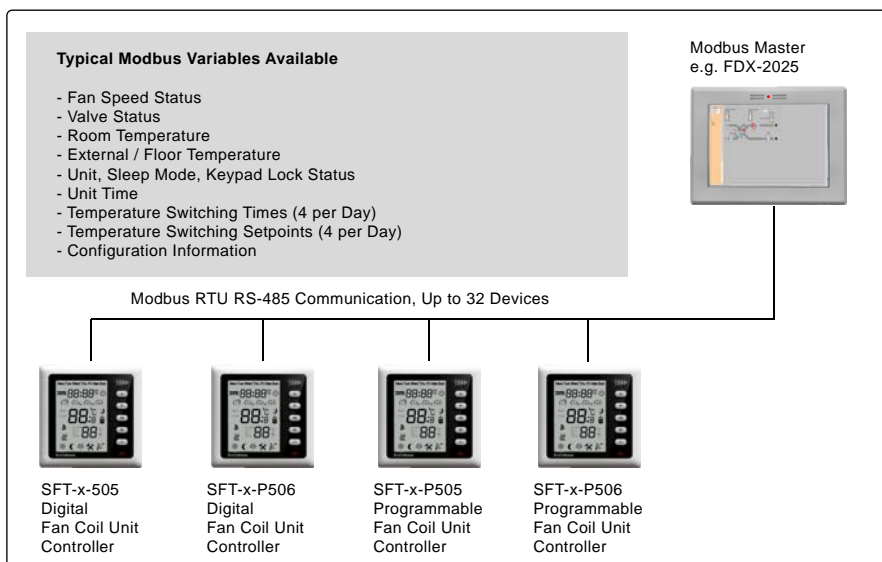 Typical Modbus Variables Available
- Fan Speed Status
- Valve Status
- Room Temperature
- External / Floor Temperature
- Unit, Sleep Mode, Keypad Lock Status
- Unit Time
- Temperature Switching Times (4 per Day)
- Temperature Switching Setpoints (4 per Day)
- Configuration Information
Modbus Master
e.g. FDX-2025
Modbus RTU RS-485 Communication, Up to 32 Devices
SFT-x-505
Digital
Fan Coil Unit
Controller
SFT-x-P506
Digital
Fan Coil Unit
Controller
SFT-x-P505
Programmable
Fan Coil Unit
Controller
SFT-x-P506
Programmable
Fan Coil Unit
Controller